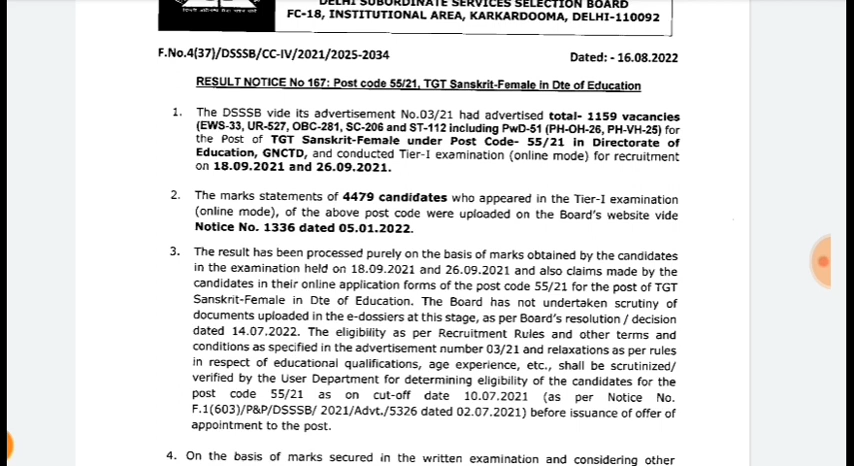 DELHI SUBORDINATE SERVICES SELECTION BOARD
FC-18, INSTITUTIONAL AREA, KARKARDOOMA, DELHI-110092
F.No.4(37)/DSSSB/CC-IV/2021/2025-2034
Dated: - 16.08.2022
RESULT NOTICE No 167: Post code 55/21, TGT Sanskrit-Female in Dte of Education
1. The DSSSB vide its advertisement No.03/21 had advertised total- 1159 vacancies
(EWS-33, UR-527, OBC-281, SC-206 and ST-112 including PwD-51 (PH-OH-26, PH-VH-25) for
the Post of TGT Sanskrit-Female under Post Code- 55/21 in Directorate of
Education, GNCTD, and conducted Tier-I examination (online mode) for recruitment
on 18.09.2021 and 26.09.2021.
2. The marks statements of 4479 candidates who appeared in the Tier-I examination
(online mode), of the above post code were uploaded on the Board's website vide
Notice No. 1336 dated 05.01.2022.
3. The result has been processed purely on the basis of marks obtained by the candidates
in the examination held on 18.09.2021 and 26.09.2021 and also claims made by the
candidates in their online application forms of the post code 55/21 for the post of TGT
Sanskrit-Female in Dte of Education. The Board has not undertaken scrutiny of
documents uploaded in the e-dossiers at this stage, as per Board's resolution / decision
dated 14.07.2022. The eligibility as per Recruitment Rules and other terms and
conditions as specified in the advertisement number 03/21 and relaxations as per rules
in respect of educational qualifications, age experience, etc., shall be scrutinized/
verified by the User Department for determining eligibility of the candidates for the
post code 55/21 as on cut-off date 10.07.2021 (as per Notice No.
F.1(603)/P&P/DSSSB/ 2021/Advt./5326 dated 02.07.2021) before issuance of offer of
appointment to the post.
4. On the basis of marks secured in the written examination and considering other